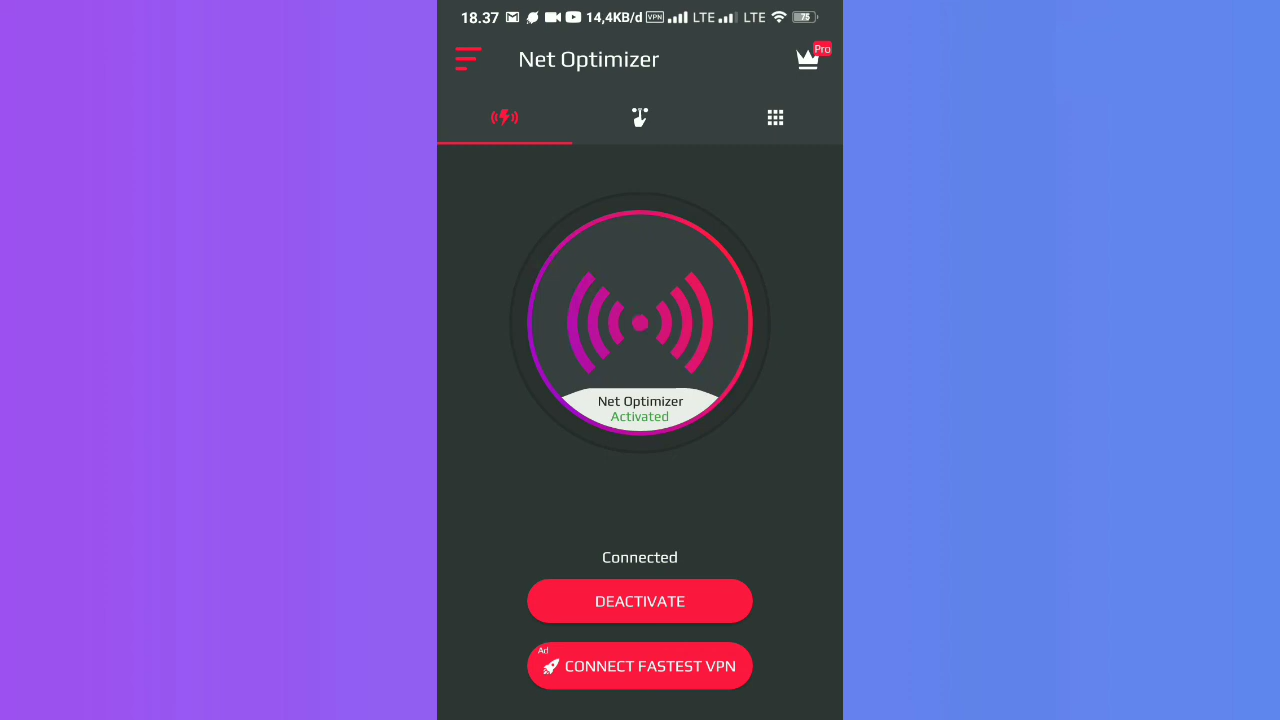 18.37 14,4KB/d VPN LTE LTE 75
Net Optimizer
Pro
Net Optimizer
Activated
Connected
DEACTIVATE
Ad
CONNECT FASTEST VPN